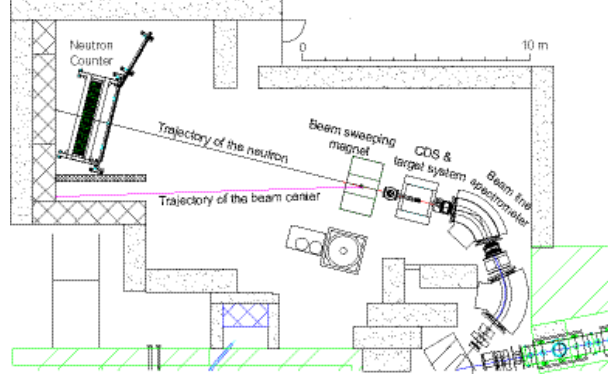 Neutron
Counter
0
10 m
Trajectory of the neutron
Beam sweeping
magnet
CDS &
target system
Beam line
spectrometer
Trajectory of the beam center